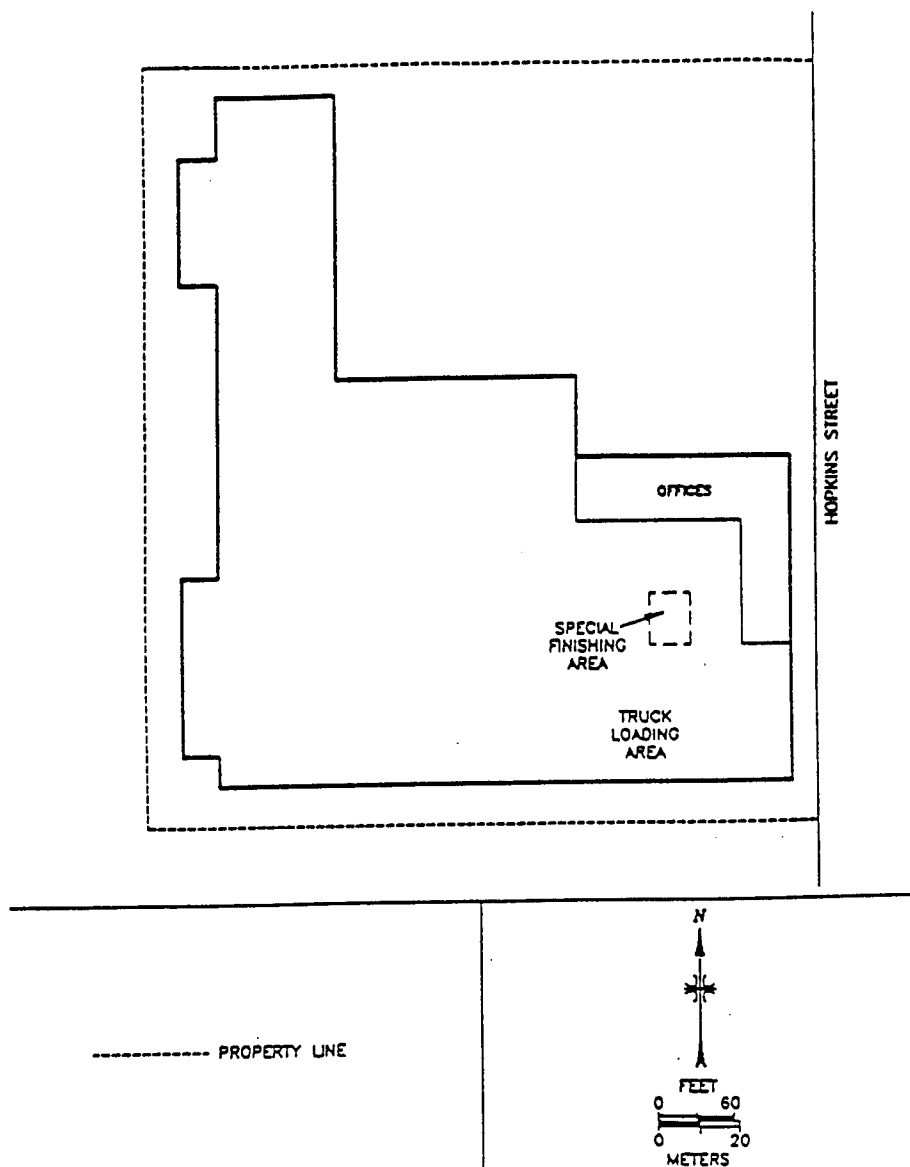 HOPKINS STREET
OFFICES
SPECIAL
FINISHING
AREA
TRUCK
LOADING
AREA
PROPERTY LINE
N
FEET
0 60
0 20
METERS